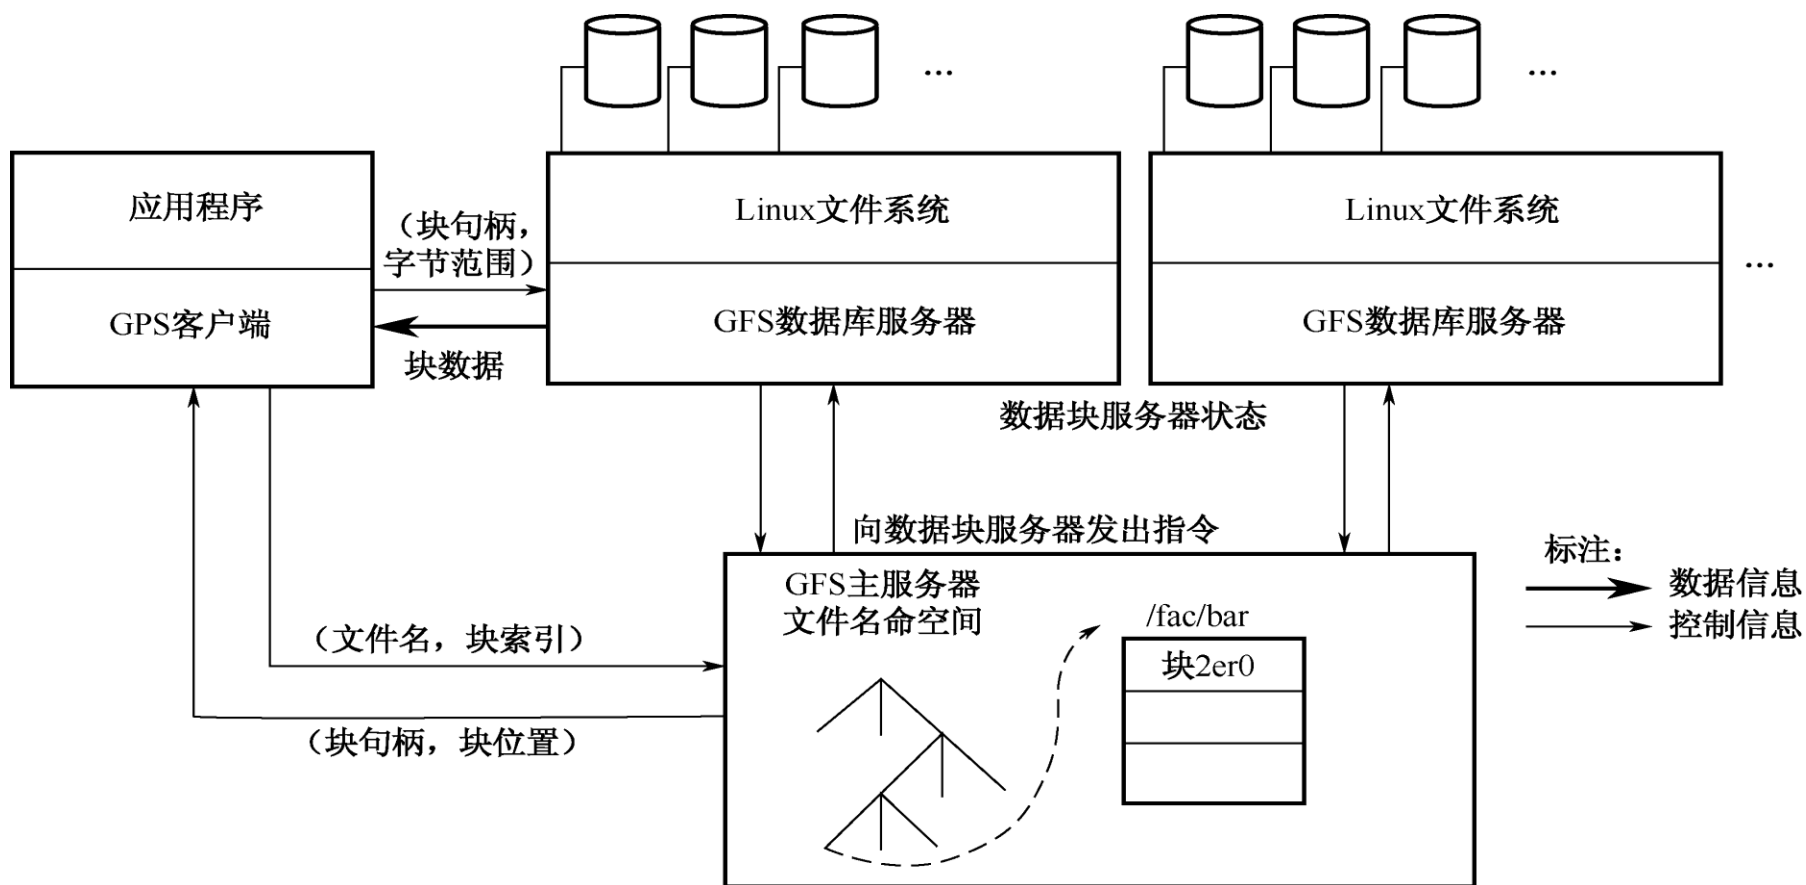 ...
...
应用程序
Linux文件系统
Linux文件系统
（块句柄，
字节范围）
...
GPS客户端
GFS数据库服务器
GFS数据库服务器
块数据
数据块服务器状态
向数据块服务器发出指令
标注：
数据信息
控制信息
GFS主服务器
文件名命空间
/fac/bar
（文件名，块索引）
块2er0
（块句柄，块位置）